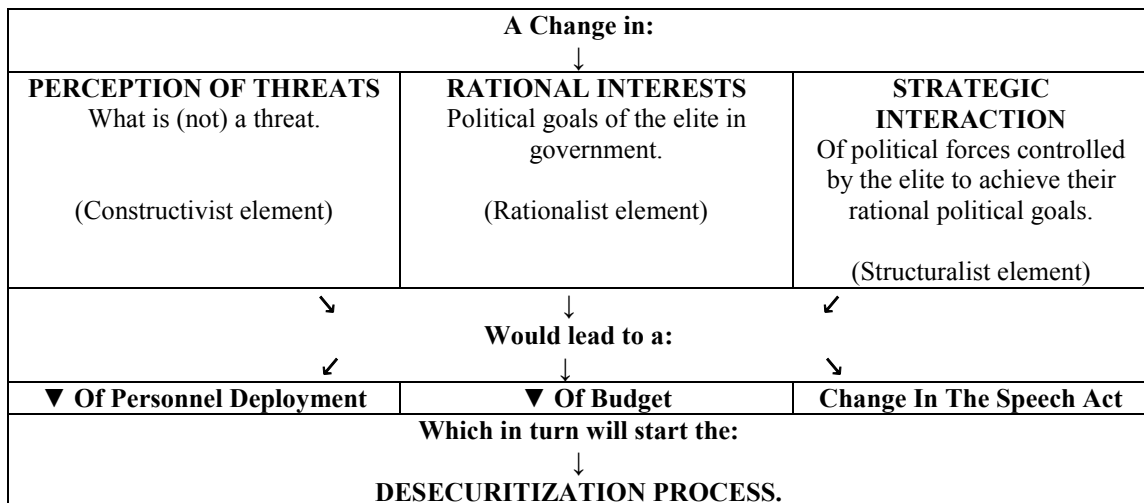 A Change in:
↓
PERCEPTION OF THREATS
What is (not) a threat.
(Constructivist element)
RATIONAL INTERESTS
Political goals of the elite in
government.
(Rationalist element)
STRATEGIC
INTERACTION
Of political forces controlled
by the elite to achieve their
rational political goals.
(Structuralist element)
↘ ↓ ↙
Would lead to a:
↙ ↓ ↘
▼ Of Personnel Deployment
▼ Of Budget
Change In The Speech Act
Which in turn will start the:
↓
DESECURITIZATION PROCESS.